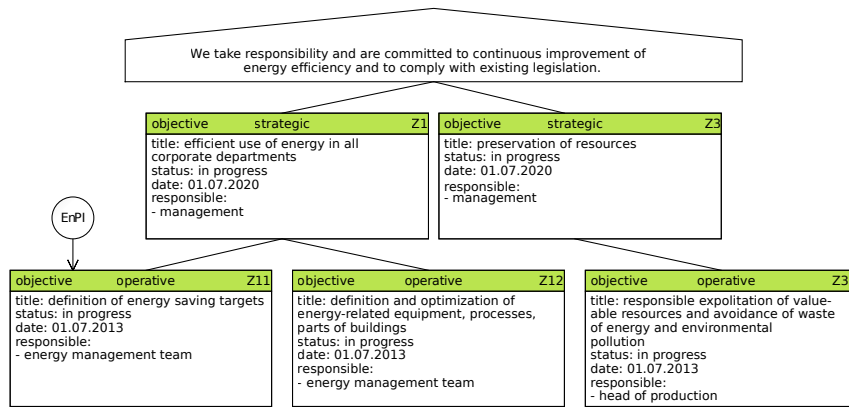 We take responsibility and are committed to continuous improvement of
energy efficiency and to comply with existing legislation.
objective strategic Z1
title: efficient use of energy in all
corporate departments
status: in progress
date: 01.07.2020
responsible:
- management
objective strategic Z3
title: preservation of resources
status: in progress
date: 01.07.2020
responsible:
- management
EnPI
objective operative Z11
title: definition of energy saving targets
status: in progress
date: 01.07.2013
responsible:
- energy management team
objective operative Z12
title: definition and optimization of
energy-related equipment, processes,
parts of buildings
status: in progress
date: 01.07.2013
responsible:
- energy management team
objective operative Z3
title: responsible expolitation of value-
able resources and avoidance of waste
of energy and environmental
pollution
status: in progress
date: 01.07.2013
responsible:
- head of production